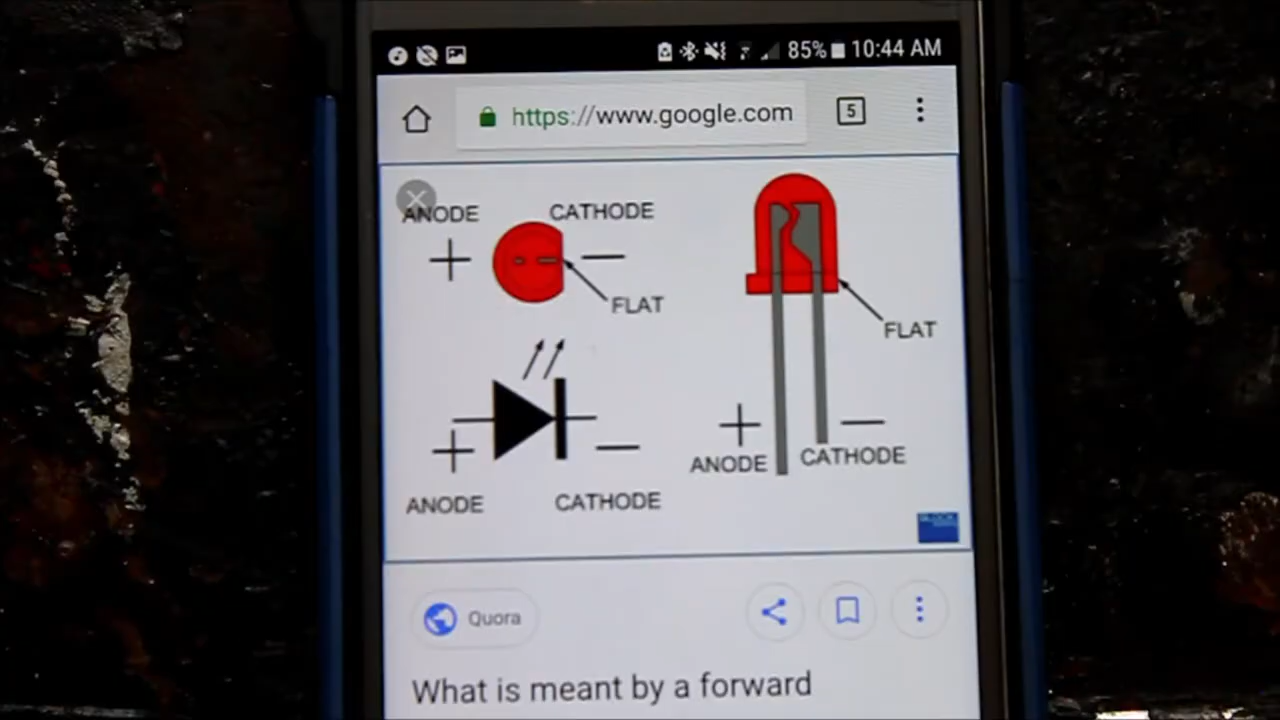 85% 10:44 AM
https://www.google.com
5
ANODE CATHODE
+ −
FLAT
FLAT
+ −
ANODE CATHODE
+ −
ANODE CATHODE
Quora
What is meant by a forward